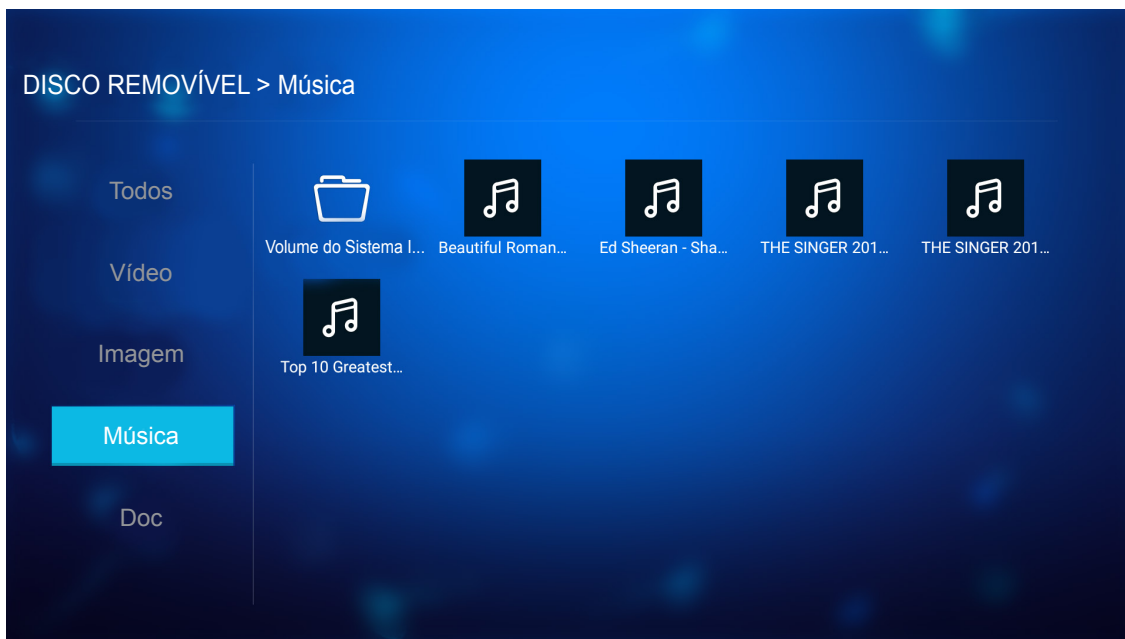 DISCO REMOVÍVEL > Música
Todos
Vídeo
Imagem
Música
Doc
Volume do Sistema I...
Beautiful Roman...
Ed Sheeran - Sha...
THE SINGER 201...
THE SINGER 201...
Top 10 Greatest...